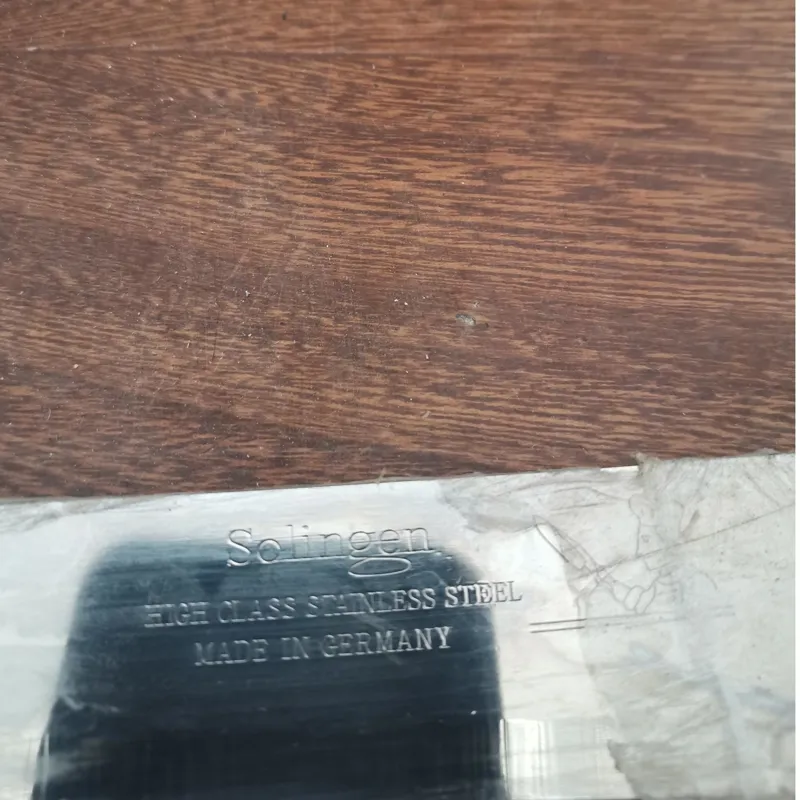 Solingen
HIGH CLASS STAINLESS STEEL
MADE IN GERMANY